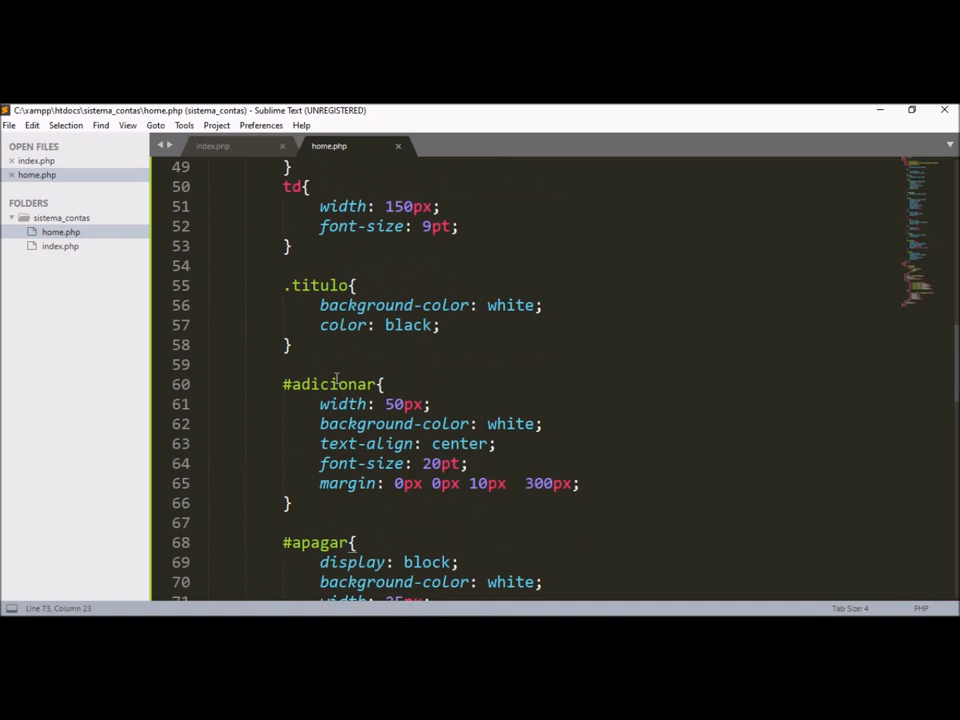 C:\xampp\htdocs\sistema_contas\home.php (sistema_contas) - Sublime Text (UNREGISTERED)
File Edit Selection Find View Goto Tools Project Preferences Help
OPEN FILES
index.php
home.php
FOLDERS
sistema_contas
home.php
index.php
index.php home.php
49 }
50 td{
51 width: 150px;
52 font-size: 9pt;
53 }
54
55 .titulo{
56 background-color: white;
57 color: black;
58 }
59
60 #adicionar{
61 width: 50px;
62 background-color: white;
63 text-align: center;
64 font-size: 20pt;
65 margin: 0px 0px 10px  300px;
66 }
67
68 #apagar{
69 display: block;
70 background-color: white;
71 width: 25px;
Line 73, Column 23 Tab Size: 4 PHP